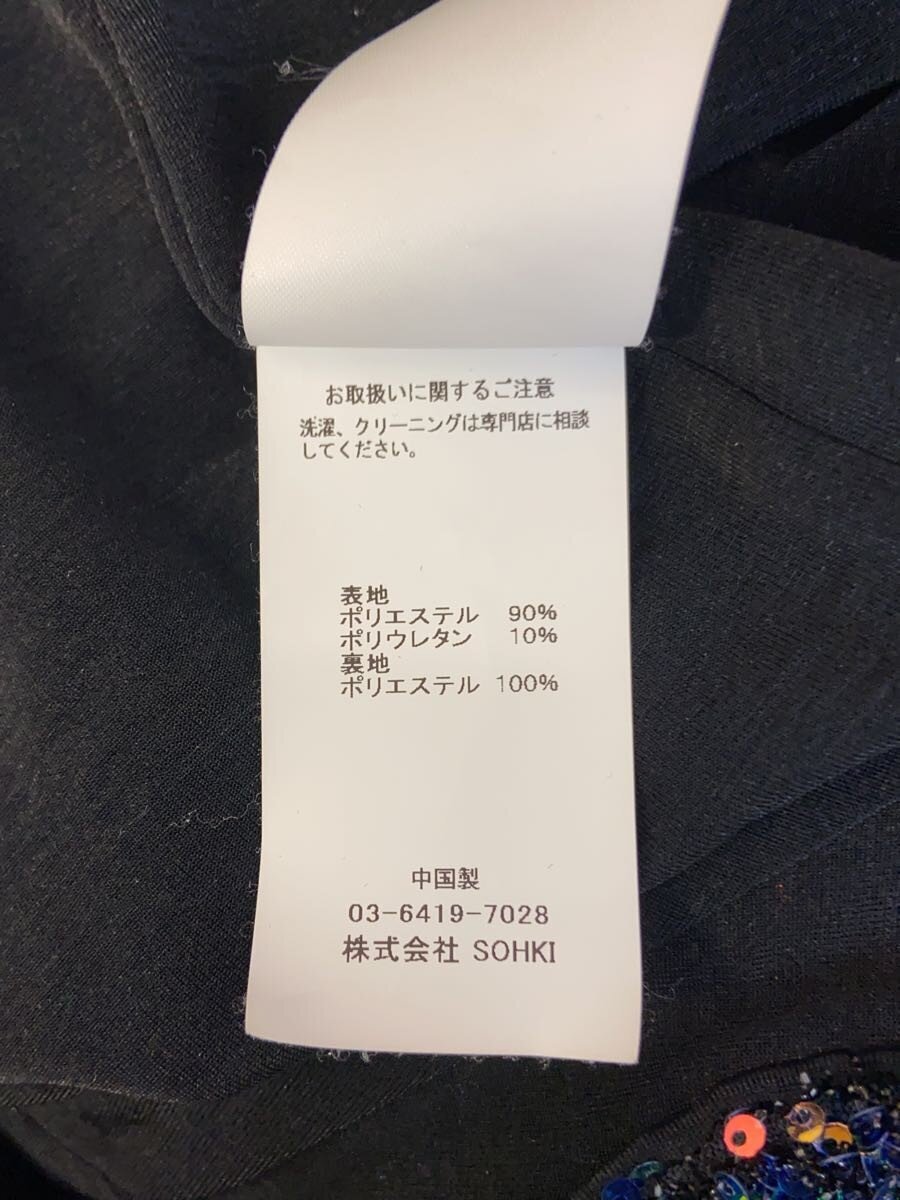 お取扱いに関するご注意
洗濯、クリーニングは専門店に相談
してください。
表地
ポリエステル 90%
ポリウレタン 10%
裏地
ポリエステル 100%
中国製
03-6419-7028
株式会社 SOHKI